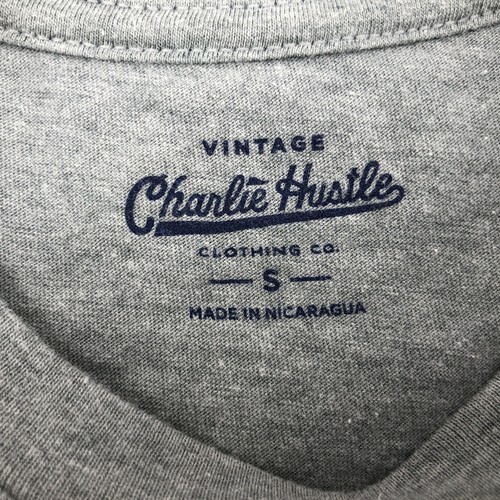 VINTAGE
Charlie Hustle
CLOTHING CO.
S
MADE IN NICARAGUA